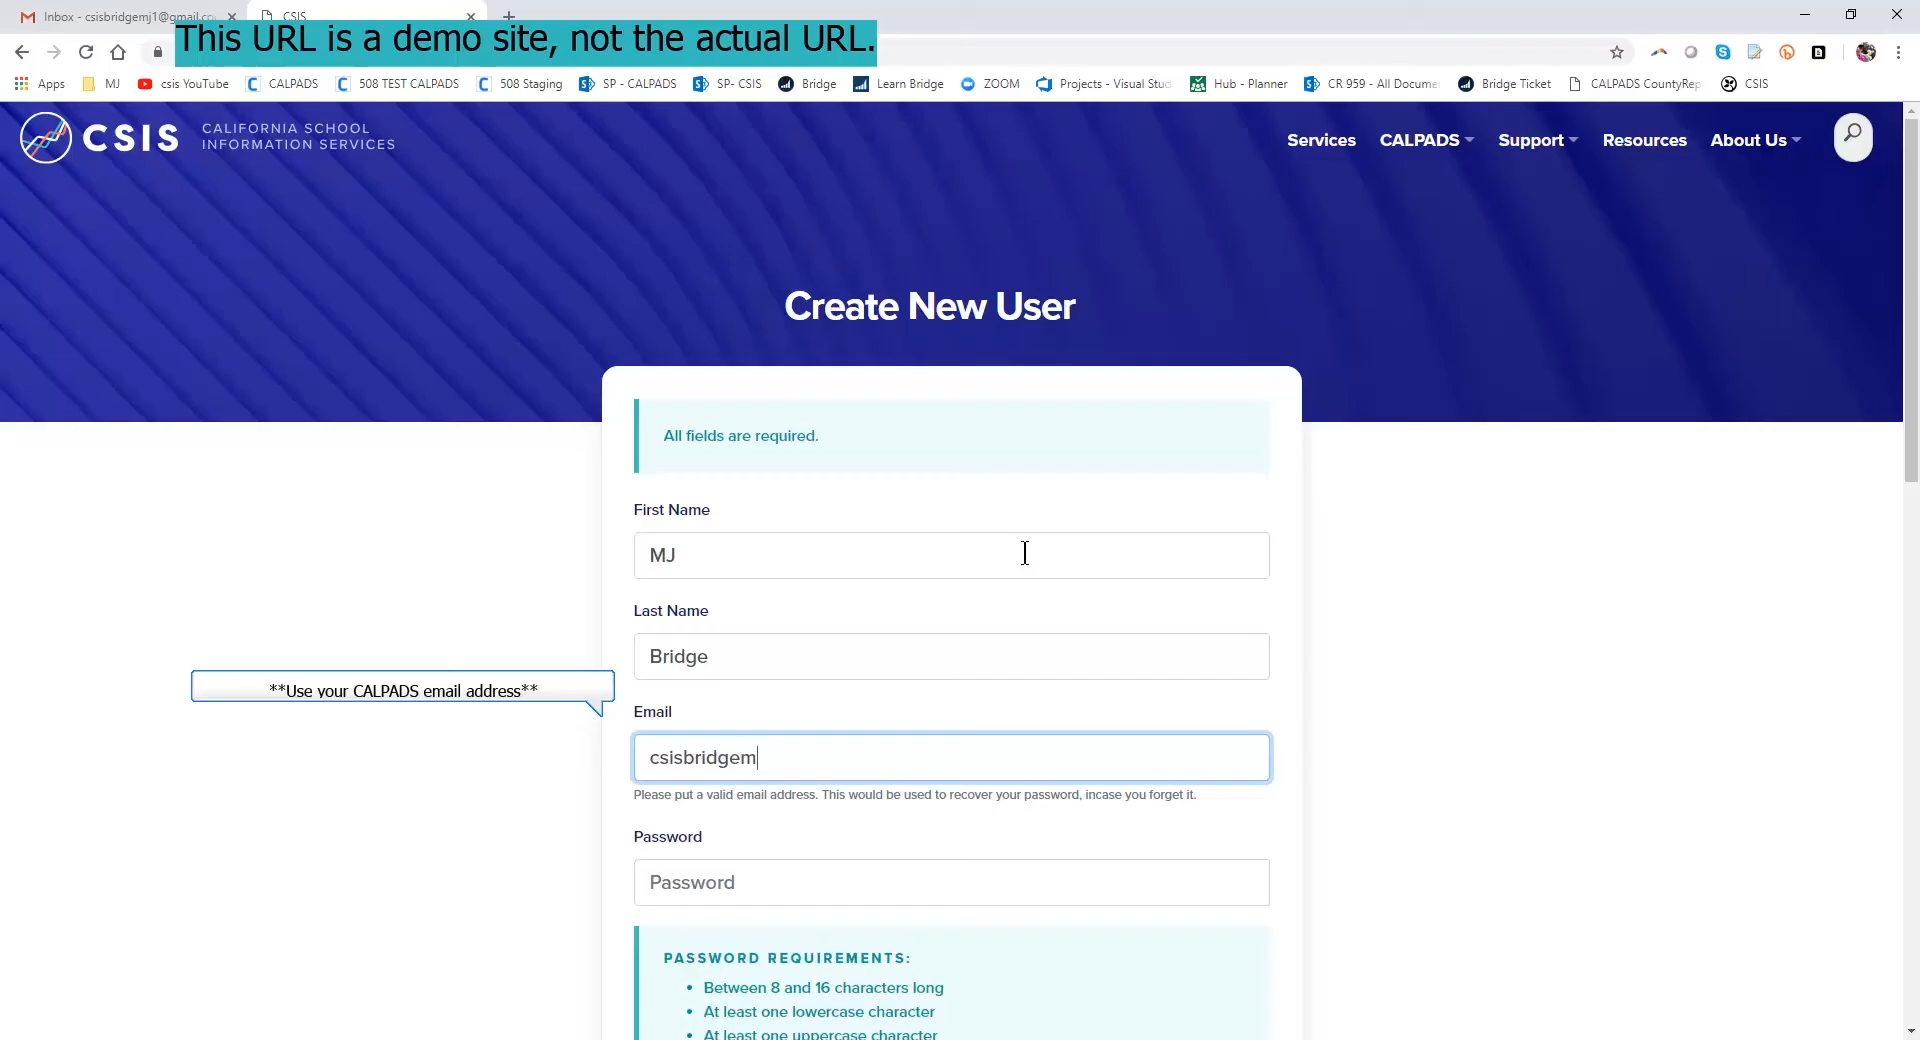 Inbox - csisbridgemj1@gmail.co
CSIS
This URL is a demo site, not the actual URL.
Apps
MJ
csis YouTube
CALPADS
508 TEST CALPADS
508 Staging
SP - CALPADS
SP- CSIS
Bridge
Learn Bridge
ZOOM
Projects - Visual Stud
Hub - Planner
CR 959 - All Docume
Bridge Ticket
CALPADS CountyRep
CSIS
CSIS
CALIFORNIA SCHOOL
INFORMATION SERVICES
Services
CALPADS
Support
Resources
About Us
Create New User
All fields are required.
First Name
MJ
Last Name
Bridge
**Use your CALPADS email address**
Email
csisbridgem
Please put a valid email address. This would be used to recover your password, incase you forget it.
Password
Password
PASSWORD REQUIREMENTS:
Between 8 and 16 characters long
At least one lowercase character
At least one uppercase character